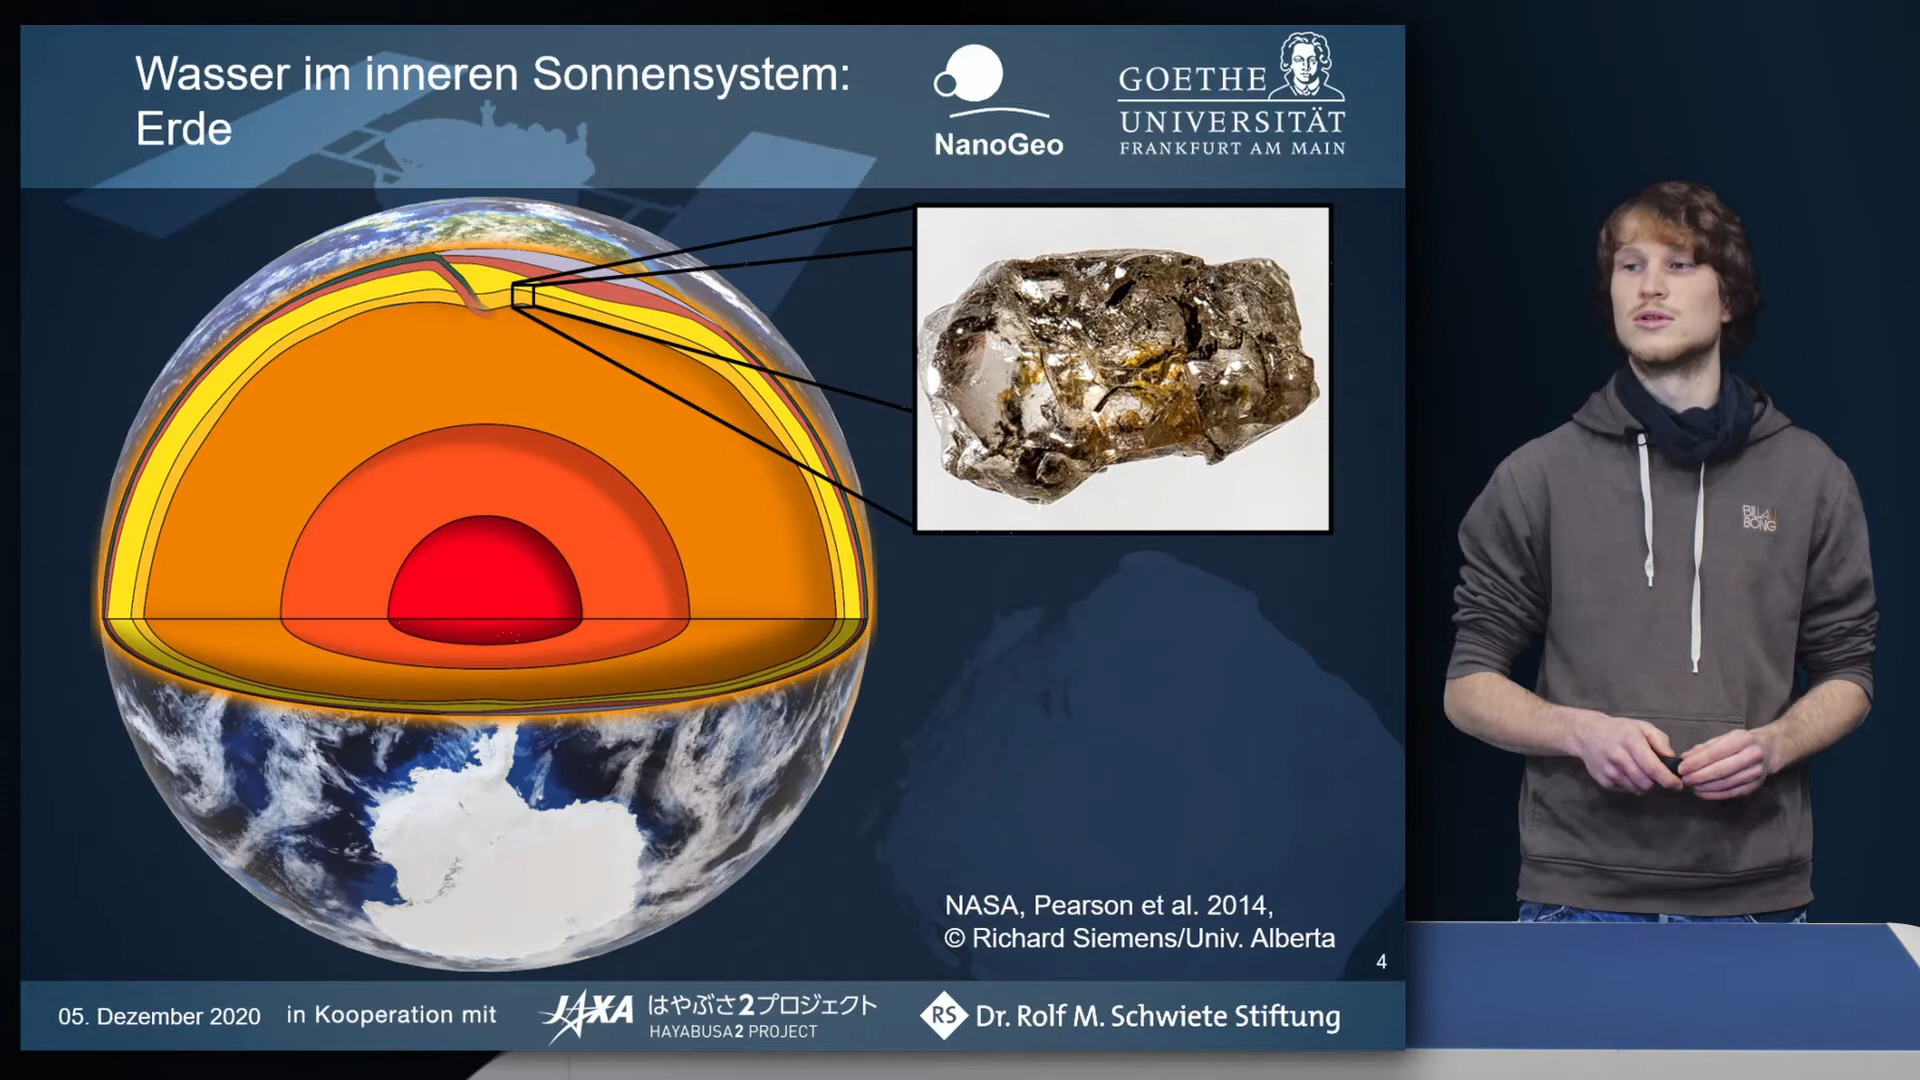 Wasser im inneren Sonnensystem:
Erde
NanoGeo
GOETHE
UNIVERSITÄT
FRANKFURT AM MAIN
BILLA
BONG
NASA, Pearson et al. 2014,
© Richard Siemens/Univ. Alberta
4
05. Dezember 2020
in Kooperation mit
JAXA
はやぶさ2プロジェクト
HAYABUSA2 PROJECT
RS
Dr. Rolf M. Schwiete Stiftung